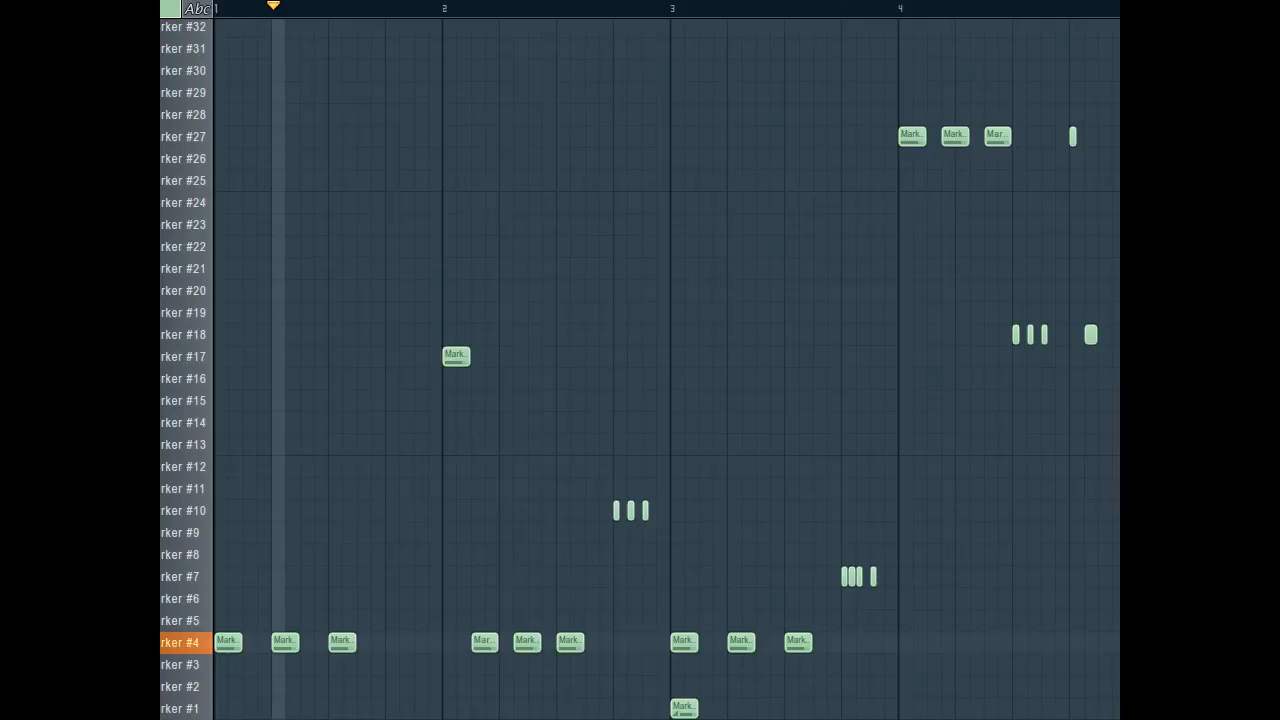 Abc 1 2 3 4
rker #32
rker #31
rker #30
rker #29
rker #28
rker #27 Mark.. Mark.. Mar..
rker #26
rker #25
rker #24
rker #23
rker #22
rker #21
rker #20
rker #19
rker #18
rker #17 Mark..
rker #16
rker #15
rker #14
rker #13
rker #12
rker #11
rker #10
rker #9
rker #8
rker #7
rker #6
rker #5
rker #4 Mark.. Mark.. Mark.. Mar.. Mark.. Mark.. Mark.. Mark.. Mark..
rker #3
rker #2
rker #1 Mark..